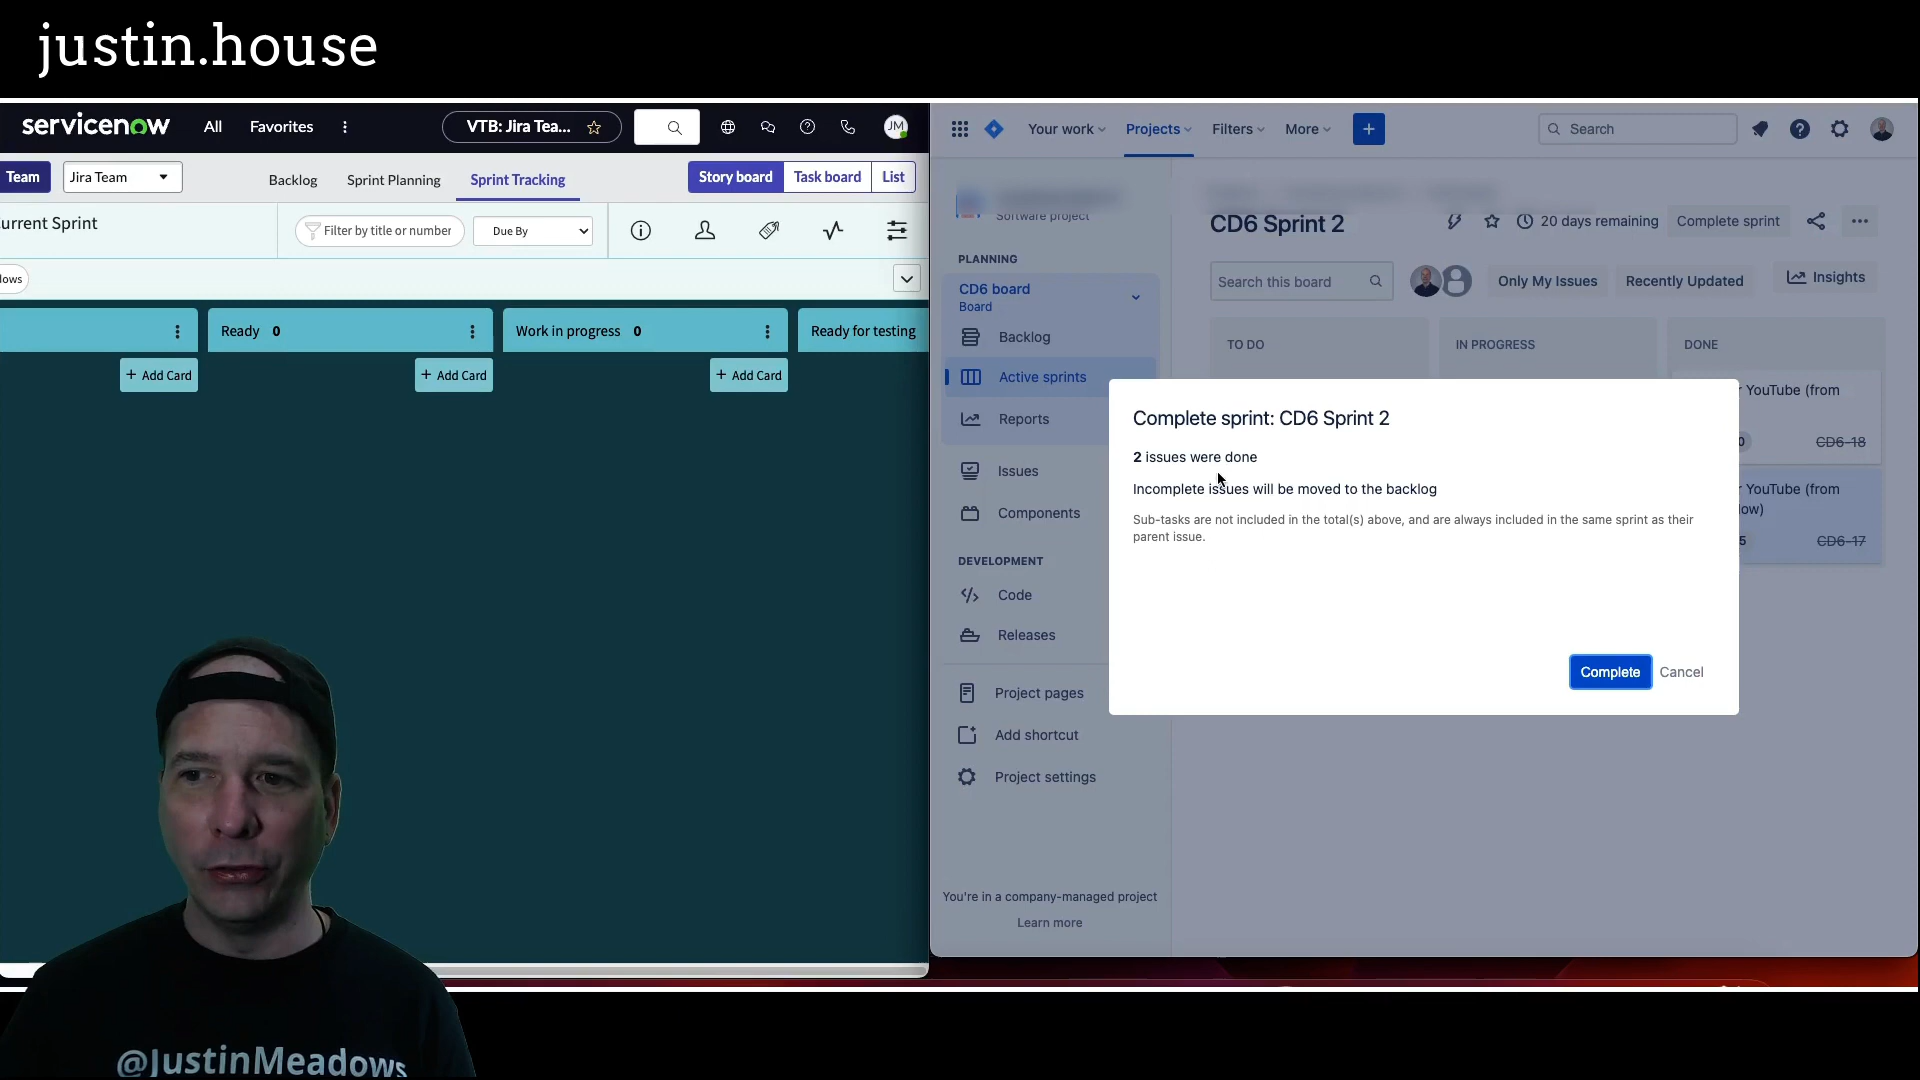 justin.house
servicenow
All
Favorites
VTB: Jira Tea...
JM
Team
Jira Team
Backlog
Sprint Planning
Sprint Tracking
Story board
Task board
List
urrent Sprint
Filter by title or number
Due By
lows
Ready 0
Work in progress 0
Ready for testing
+ Add Card
+ Add Card
+ Add Card
@JustinMeadows
Your work
Projects
Filters
More
Search
Software project
PLANNING
CD6 board
Board
Backlog
Active sprints
Reports
Issues
Components
DEVELOPMENT
Code
Releases
Project pages
Add shortcut
Project settings
You're in a company-managed project
Learn more
CD6 Sprint 2
20 days remaining
Complete sprint
Search this board
Only My Issues
Recently Updated
Insights
TO DO
IN PROGRESS
DONE
r YouTube (from
0
CD6-18
r YouTube (from
low)
5
CD6-17
Complete sprint: CD6 Sprint 2
2 issues were done
Incomplete issues will be moved to the backlog
Sub-tasks are not included in the total(s) above, and are always included in the same sprint as their
parent issue.
Complete
Cancel